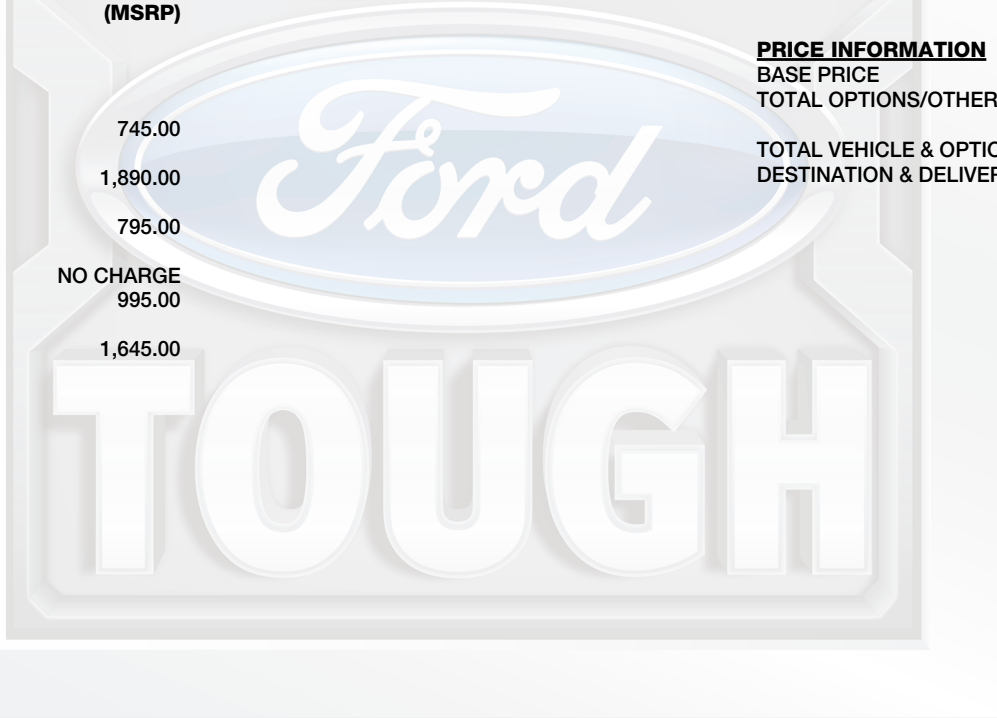 (MSRP)
745.00
1,890.00
795.00
NO CHARGE
995.00
1,645.00
PRICE INFORMATION
BASE PRICE
TOTAL OPTIONS/OTHER
TOTAL VEHICLE & OPTIO
DESTINATION & DELIVER
Ford
TOUGH